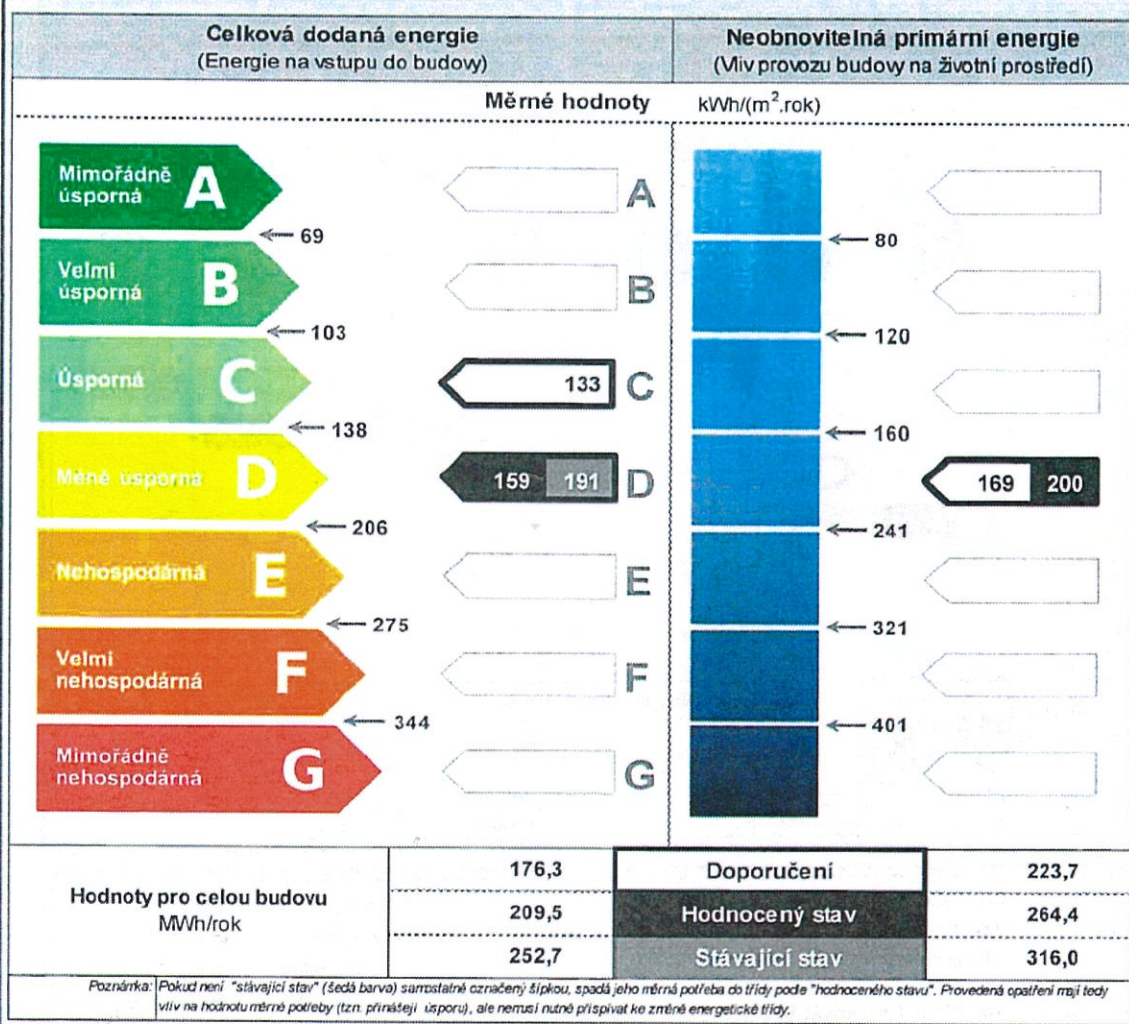 Celková dodaná energie
(Energie na vstupu do budovy)
Neobnovitelná primární energie
(Vliv provozu budovy na životní prostředí)
Měrné hodnoty kWh/(m².rok)
Mimořádně
úsporná
A
A
69
80
Velmi
úsporná
B
B
103
120
Úsporná
C
133
C
138
160
Méně úsporná
D
159 191
D
169 200
206
241
Nehospodárná
E
E
275
321
Velmi
nehospodárná
F
F
344
401
Mimořádně
nehospodárná
G
G
Hodnoty pro celou budovu
MWh/rok
176,3 Doporučení 223,7
209,5 Hodnocený stav 264,4
252,7 Stávající stav 316,0
Poznámka: Pokud není "stávající stav" (šedá barva) samostatně označený šipkou, spadá jeho měrná potřeba do třídy podle "hodnoceného stavu". Provedená opatření mají tedy
vliv na hodnotu měrné potřeby (tzn. přinášejí úsporu), ale nemusí nutně přispívat ke změně energetické třídy.